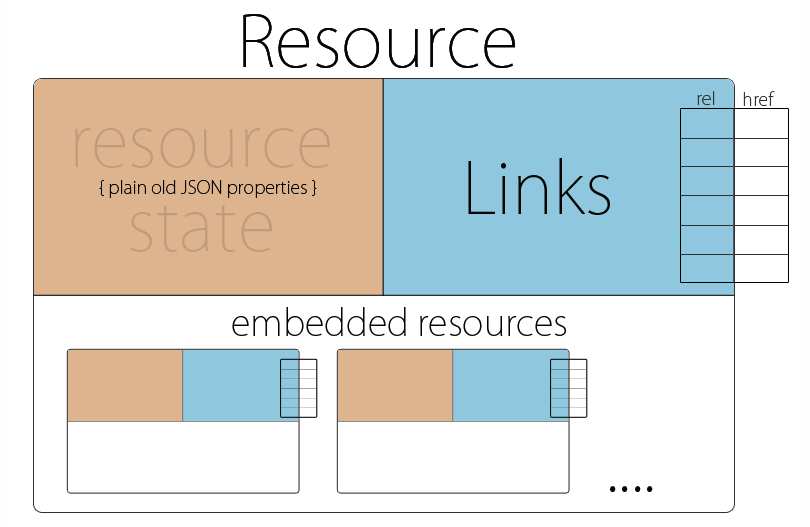 Resource
resource
{ plain old JSON properties }
state
Links
rel href
embedded resources
....